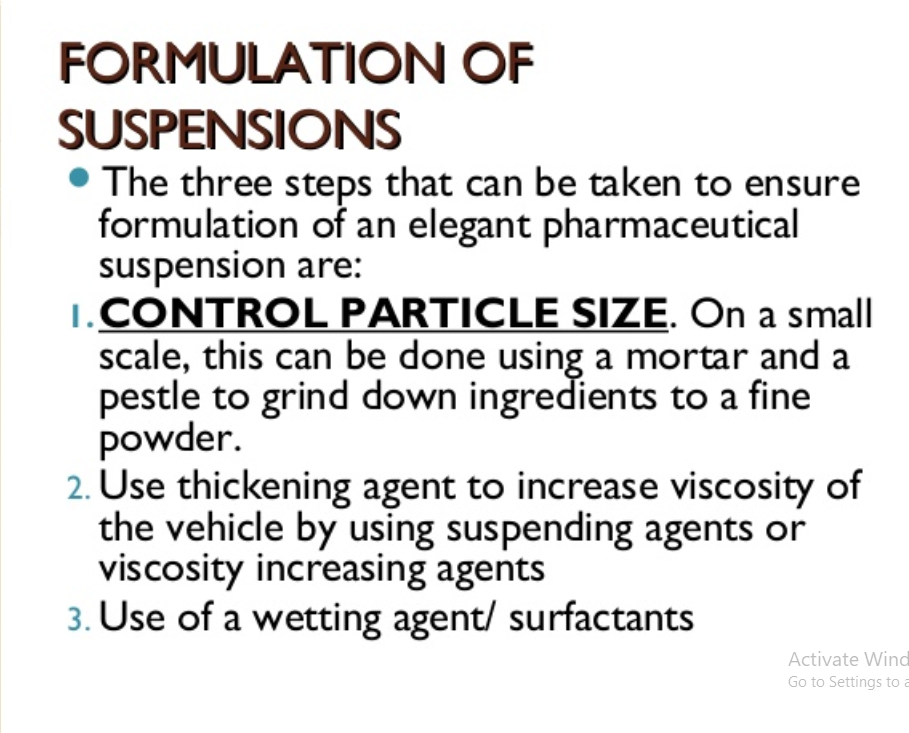 FORMULATION OF
SUSPENSIONS
The three steps that can be taken to ensure
formulation of an elegant pharmaceutical
suspension are:
1. CONTROL PARTICLE SIZE. On a small
scale, this can be done using a mortar and a
pestle to grind down ingredients to a fine
powder.
2. Use thickening agent to increase viscosity of
the vehicle by using suspending agents or
viscosity increasing agents
3. Use of a wetting agent/ surfactants
Activate Wind
Go to Settings to a